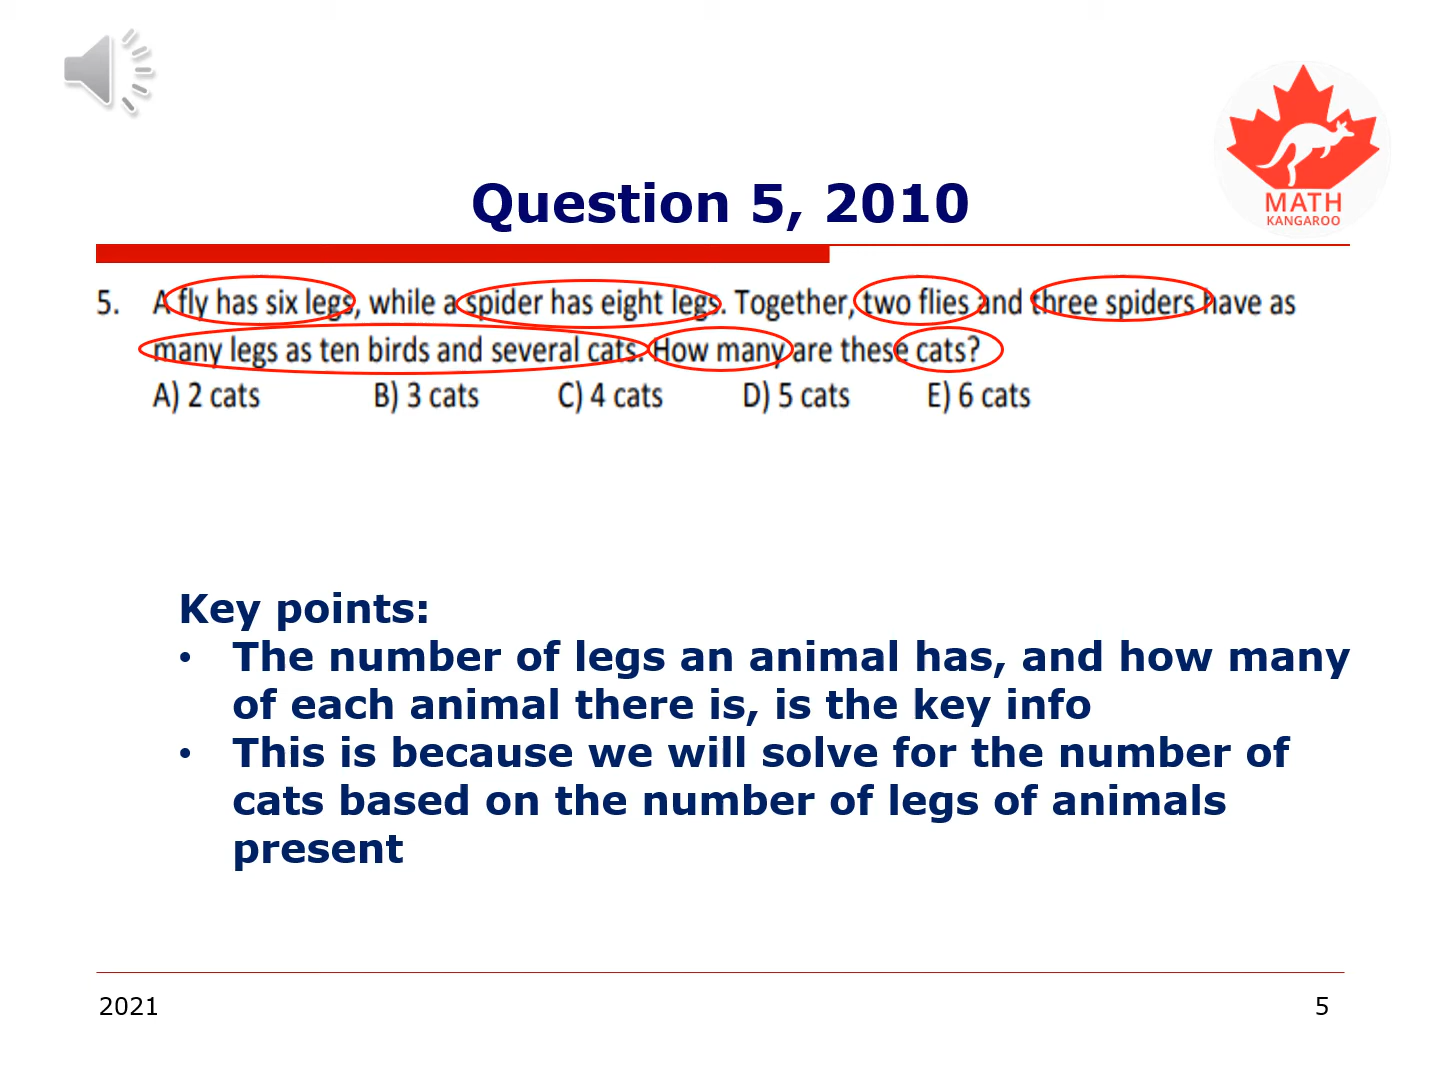 MATH
KANGAROO
Question 5, 2010
5. A fly has six legs, while a spider has eight legs. Together, two flies and three spiders have as
many legs as ten birds and several cats. How many are these cats?
A) 2 cats B) 3 cats C) 4 cats D) 5 cats E) 6 cats
Key points:
• The number of legs an animal has, and how many
of each animal there is, is the key info
• This is because we will solve for the number of
cats based on the number of legs of animals
present
2021 5